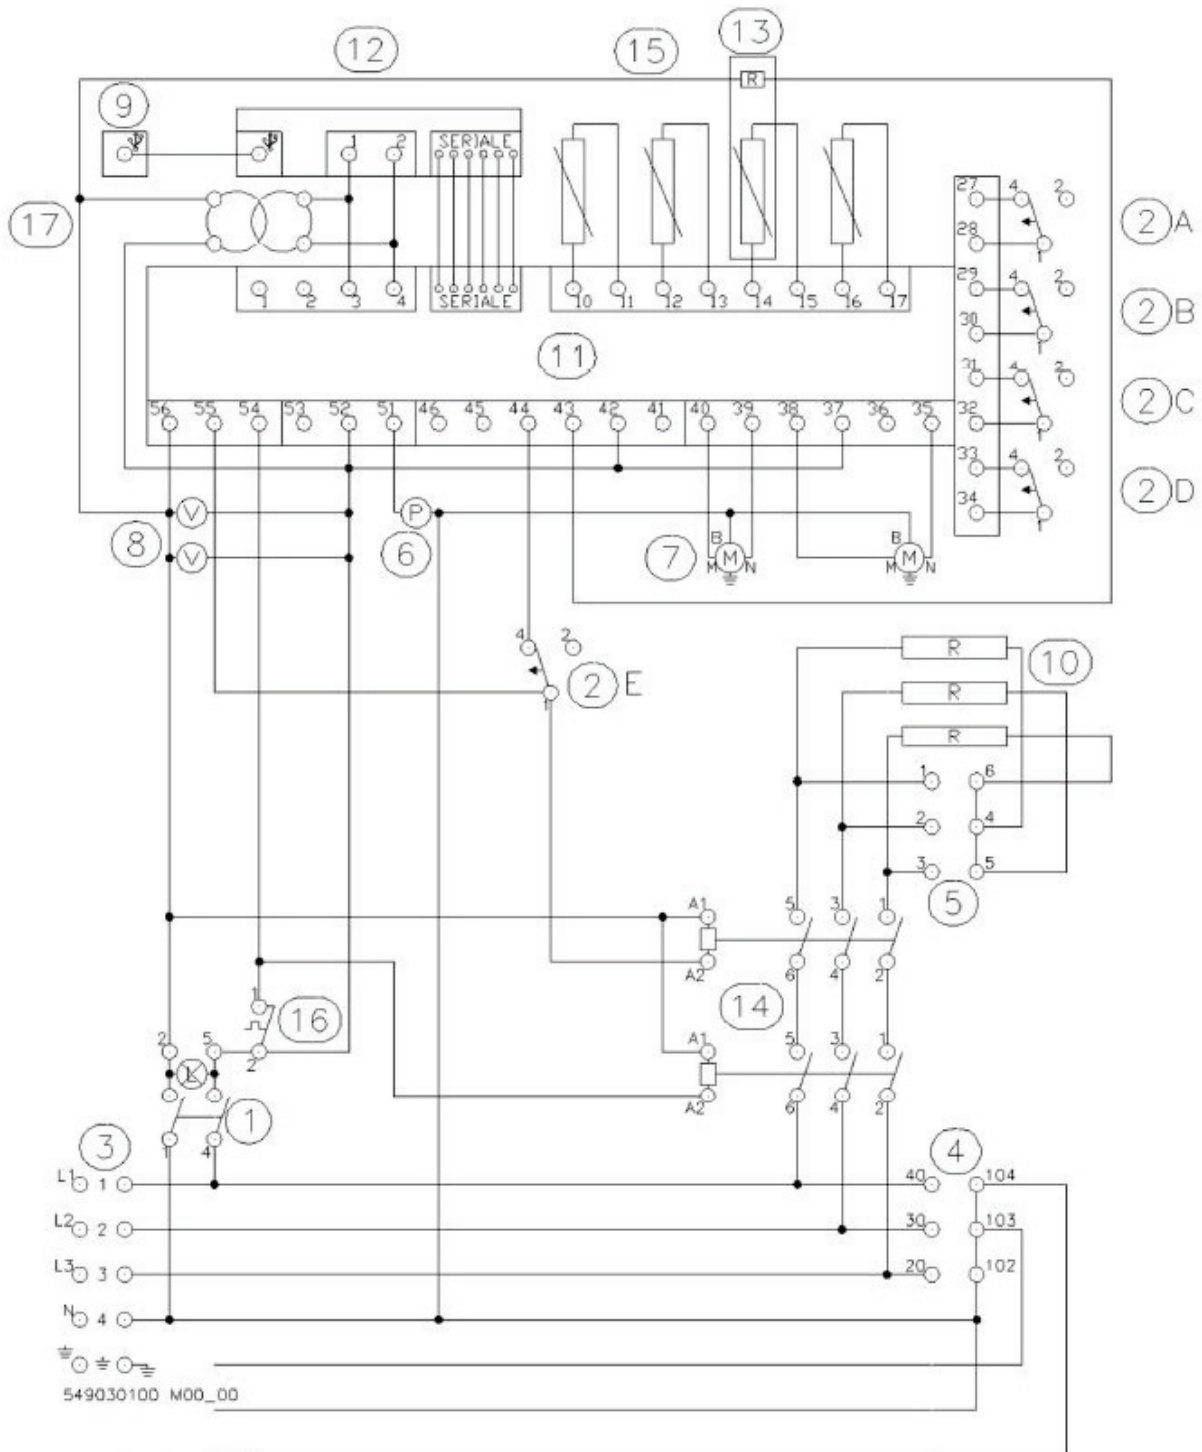 12 15 13
R
9
1 2 SERIALE
17
27 4 2
2 A
28 1
1 2 3 4 SERIALE 10 11 12 13 14 15 16 17
29 4 2
2 B
30 1
11
31 4 2
2 C
56 55 54 53 52 51 46 45 44 43 42 41 40 39 38 37 36 35 32 1
33 4 2
2 D
34 1
V P
8 6 7 B M M N B M M N
V
4 2
2 E
1
R 10
R
R
1 6
2 4
3 5
5
A1 5 3 1
A2 6 4 2
14
1 16
2 5 2
A1 5 3 1
A2 6 4 2
1
1 4
3 4
L1 1 40 104
L2 2 30 103
L3 3 20 102
N 4
549030100 M00_00